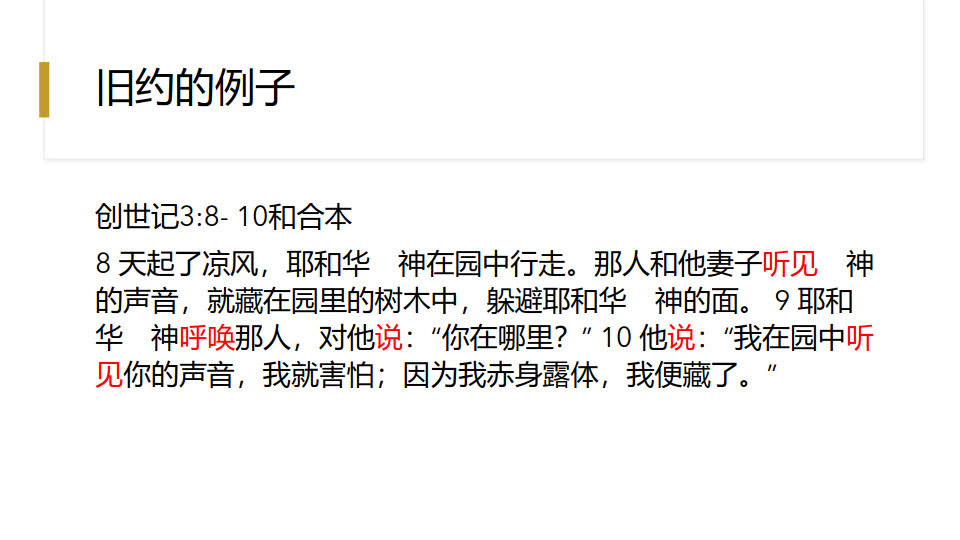 旧约的例子
创世记3:8- 10和合本
8 天起了凉风，耶和华　神在园中行走。那人和他妻子听见　神
的声音，就藏在园里的树木中，躲避耶和华　神的面。 9 耶和
华　神呼唤那人，对他说：“你在哪里？” 10 他说：“我在园中听
见你的声音，我就害怕；因为我赤身露体，我便藏了。”